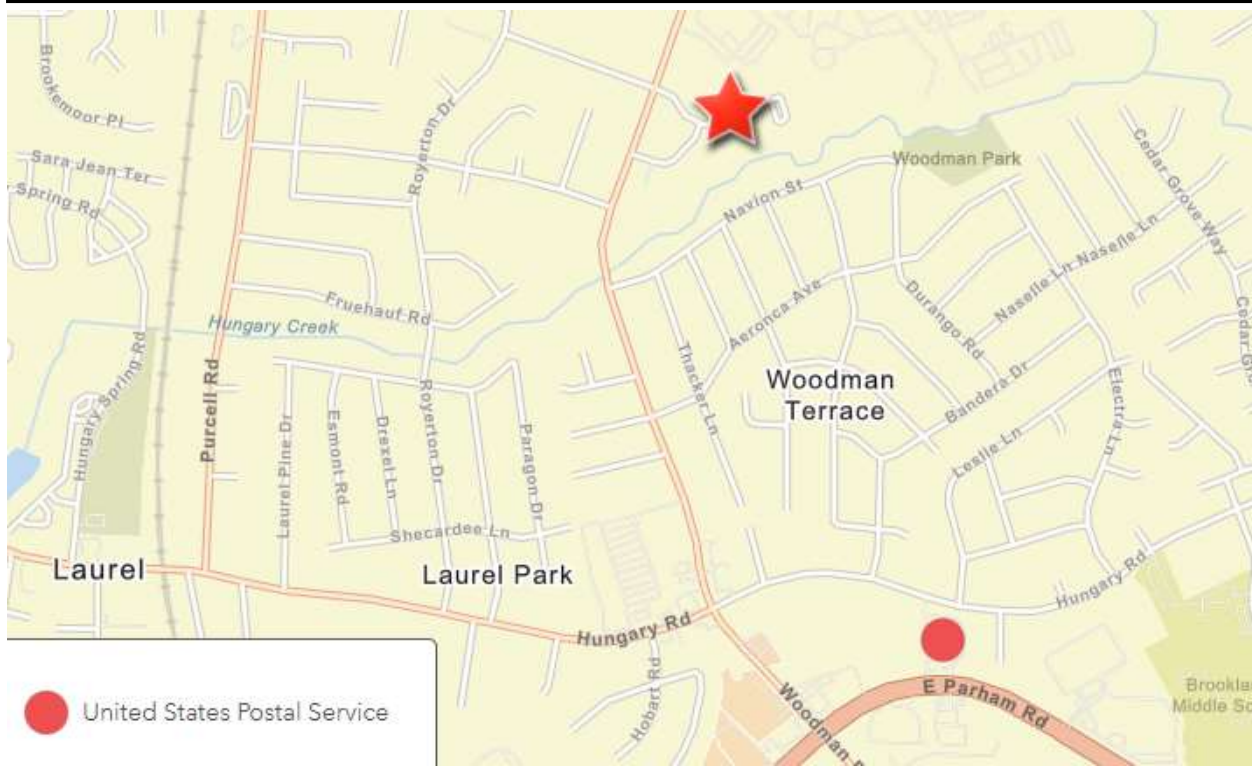 Brookemoor Pl
Sara Jean Ter
Spring Rd
Royerton Dr
Woodman Park
Cedar Grove Way
Navion St
Naselle Ln
Naselle Ln
Aeronca Ave
Durango Rd
Fruehauf Rd
Hungary Creek
Hungary Spring Rd
Purcell Rd
Thacker Ln
Woodman
Terrace
Bandera Dr
Electra Ln
Leslie Ln
Laurel Pine Dr
Esmont Rd
Drexel Ln
Royerton Dr
Paragon Dr
Shecardee Ln
Laurel
Laurel Park
Hungary Rd
Hungary Rd
Hobart Rd
E Parham Rd
Woodman
Middle
United States Postal Service
Cedar